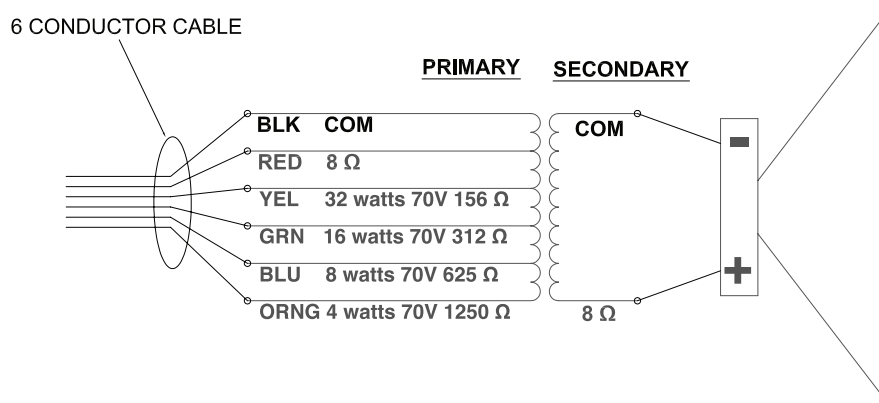 6 CONDUCTOR CABLE
PRIMARY SECONDARY
BLK COM COM
RED 8 Ω
YEL 32 watts 70V 156 Ω
GRN 16 watts 70V 312 Ω
BLU 8 watts 70V 625 Ω
ORNG 4 watts 70V 1250 Ω 8 Ω
- 
+